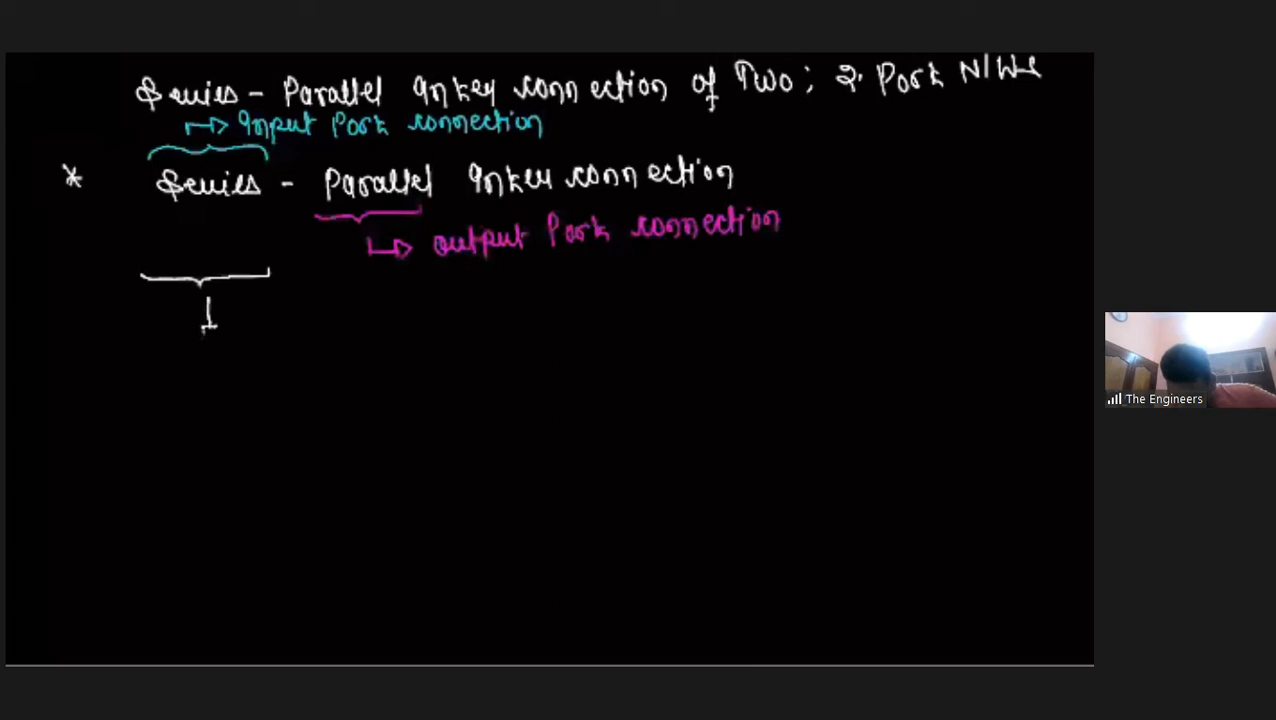 Series - Parallel Inter connection of Two; 2. Port N/Ws
↳ Input Port connection
* Series - Parallel Inter connection
↳ output Port connection
The Engineers